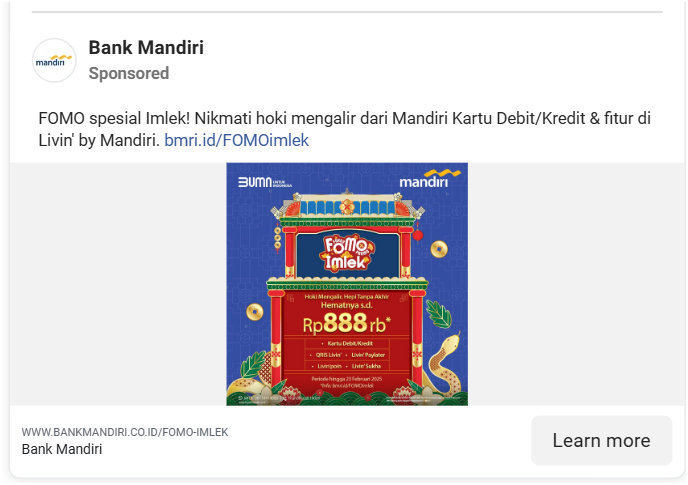 mandiri
Bank Mandiri
Sponsored
FOMO spesial Imlek! Nikmati hoki mengalir dari Mandiri Kartu Debit/Kredit & fitur di
Livin' by Mandiri. bmri.id/FOMOimlek
BUMN UNTUK INDONESIA
mandiri
FOMO
Imlek
Hoki Mengalir, Hepi Tanpa Akhir
Hematnya s.d.
Rp888rb*
• Kartu Debit/Kredit
• QRIS Livin' • Livin' Paylater
• Livin'poin • Livin' Sukha
Periode hingga 23 Februari 2025
*Info: bmri.id/FOMOimlek
WWW.BANKMANDIRI.CO.ID/FOMO-IMLEK
Bank Mandiri
Learn more